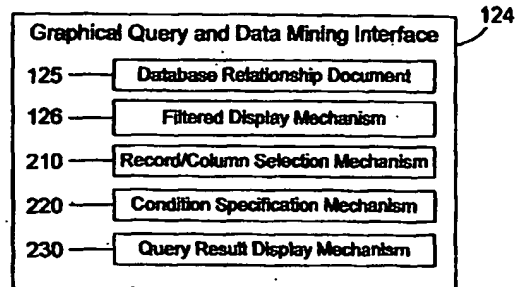 124
Graphical Query and Data Mining Interface
125 Database Relationship Document
126 Filtered Display Mechanism
210 Record/Column Selection Mechanism
220 Condition Specification Mechanism
230 Query Result Display Mechanism